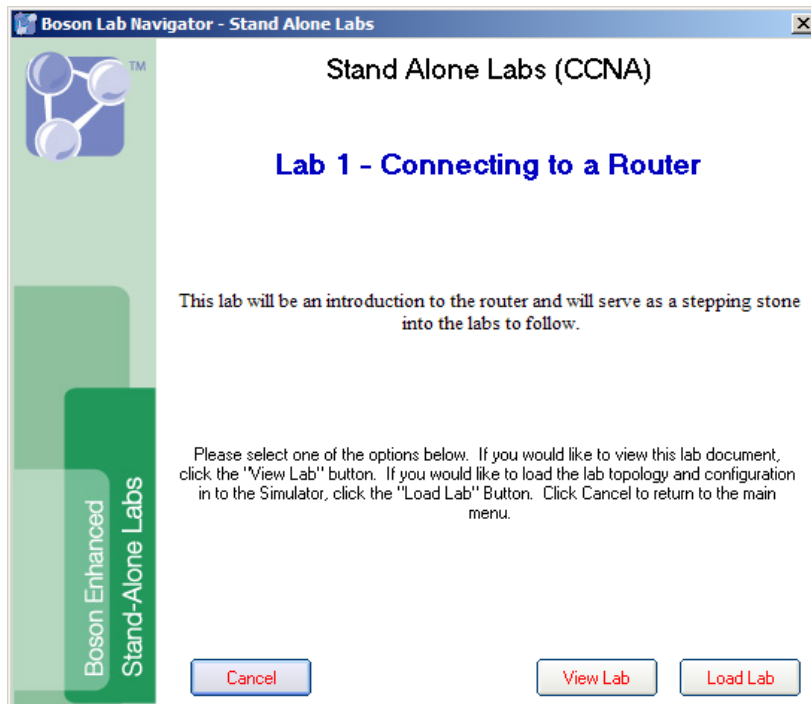 Boson Lab Navigator - Stand Alone Labs
TM
Stand Alone Labs (CCNA)
Lab 1 - Connecting to a Router
This lab will be an introduction to the router and will serve as a stepping stone
into the labs to follow.
Please select one of the options below. If you would like to view this lab document,
click the "View Lab" button. If you would like to load the lab topology and configuration
in to the Simulator, click the "Load Lab" Button. Click Cancel to return to the main
menu.
Boson Enhanced
Stand-Alone Labs
Cancel
View Lab
Load Lab